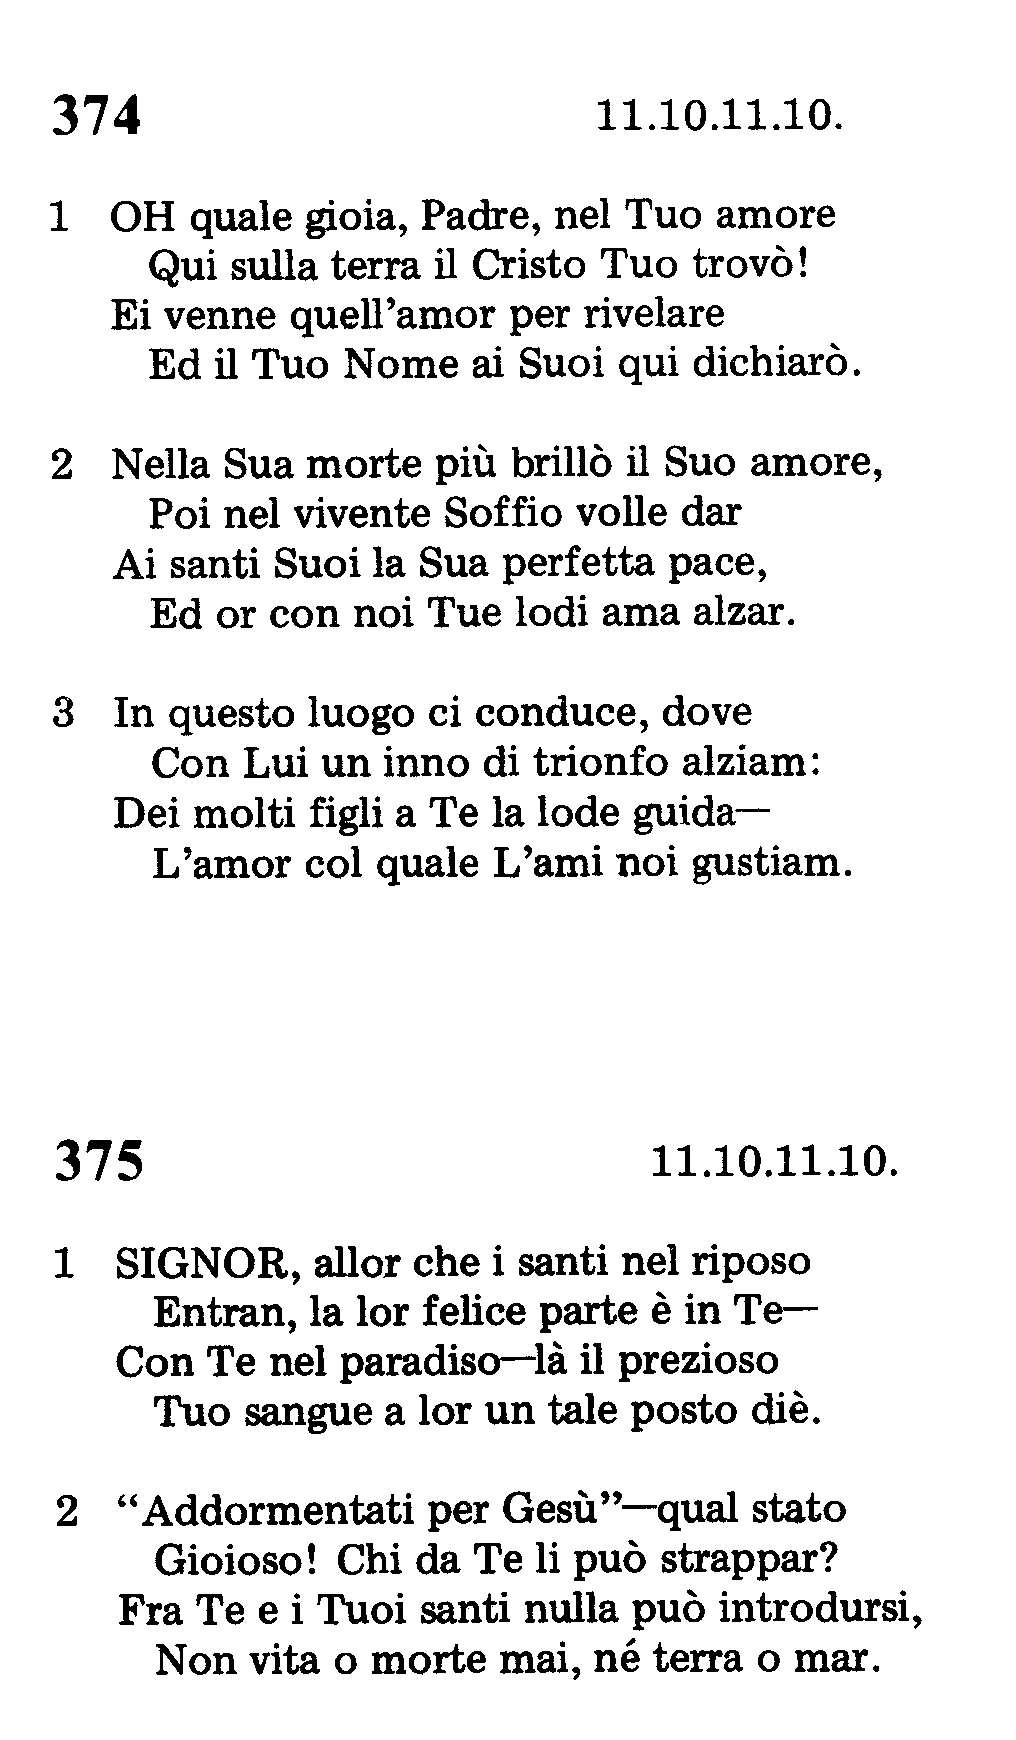 374 11.10.11.10.
1 OH quale gioia, Padre, nel Tuo amore
Qui sulla terra il Cristo Tuo trovò!
Ei venne quell'amor per rivelare
Ed il Tuo Nome ai Suoi qui dichiarò.
2 Nella Sua morte più brillò il Suo amore,
Poi nel vivente Soffio volle dar
Ai santi Suoi la Sua perfetta pace,
Ed or con noi Tue lodi ama alzar.
3 In questo luogo ci conduce, dove
Con Lui un inno di trionfo alziam:
Dei molti figli a Te la lode guida—
L'amor col quale L'ami noi gustiam.
375 11.10.11.10.
1 SIGNOR, allor che i santi nel riposo
Entran, la lor felice parte è in Te—
Con Te nel paradiso—là il prezioso
Tuo sangue a lor un tale posto diè.
2 “Addormentati per Gesù”—qual stato
Gioioso! Chi da Te li può strappar?
Fra Te e i Tuoi santi nulla può introdursi,
Non vita o morte mai, né terra o mar.